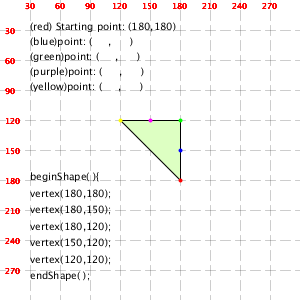 30 60 90 120 150 180 210 240 270
30
(red) Starting point: (180,180)
(blue)point: ( , )
(green)point: ( , )
60
(purple)point: ( , )
(yellow)point: ( , )
90
120
150
beginShape(){
180
vertex(180,180);
vertex(180,150);
210
vertex(180,120);
240
vertex(150,120);
vertex(120,120);
270
endShape();